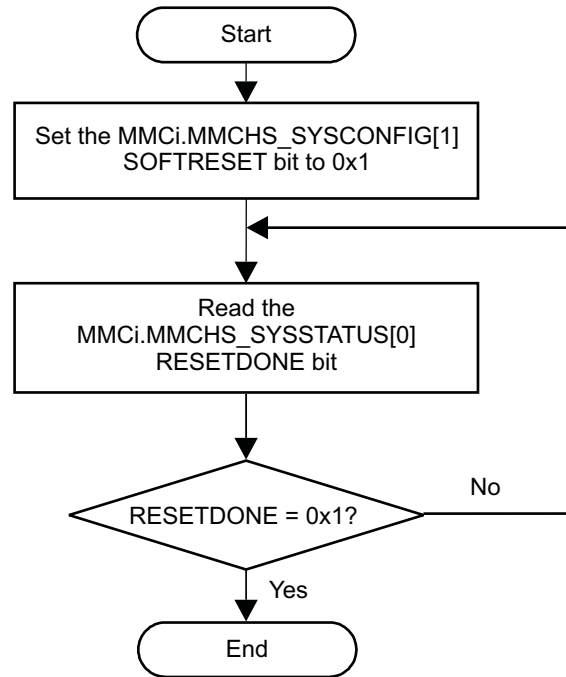 Start
Set the MMCi.MMCHS_SYSCONFIG[1]
SOFTRESET bit to 0x1
Read the
MMCi.MMCHS_SYSSTATUS[0]
RESETDONE bit
RESETDONE = 0x1?
No
Yes
End